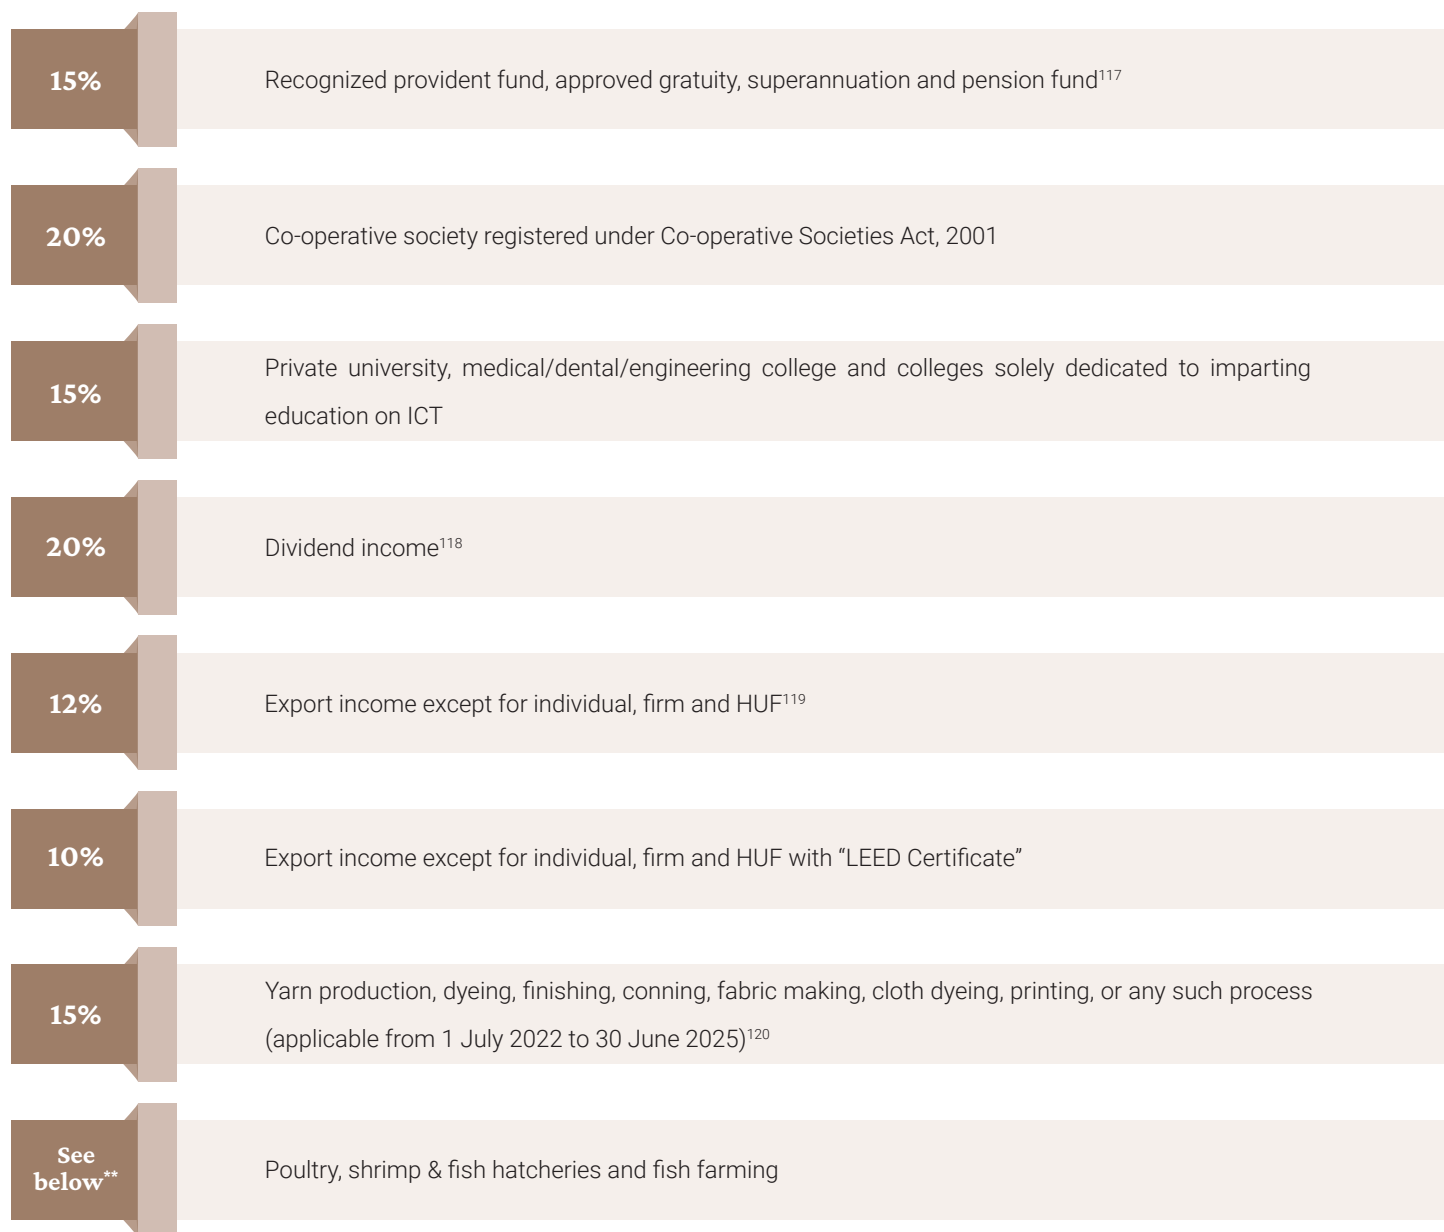 15%
Recognized provident fund, approved gratuity, superannuation and pension fund117
20%
Co-operative society registered under Co-operative Societies Act, 2001
15%
Private university, medical/dental/engineering college and colleges solely dedicated to imparting
education on ICT
20%
Dividend income118
12%
Export income except for individual, firm and HUF119
10%
Export income except for individual, firm and HUF with “LEED Certificate”
15%
Yarn production, dyeing, finishing, conning, fabric making, cloth dyeing, printing, or any such process
(applicable from 1 July 2022 to 30 June 2025)120
See
below**
Poultry, shrimp & fish hatcheries and fish farming